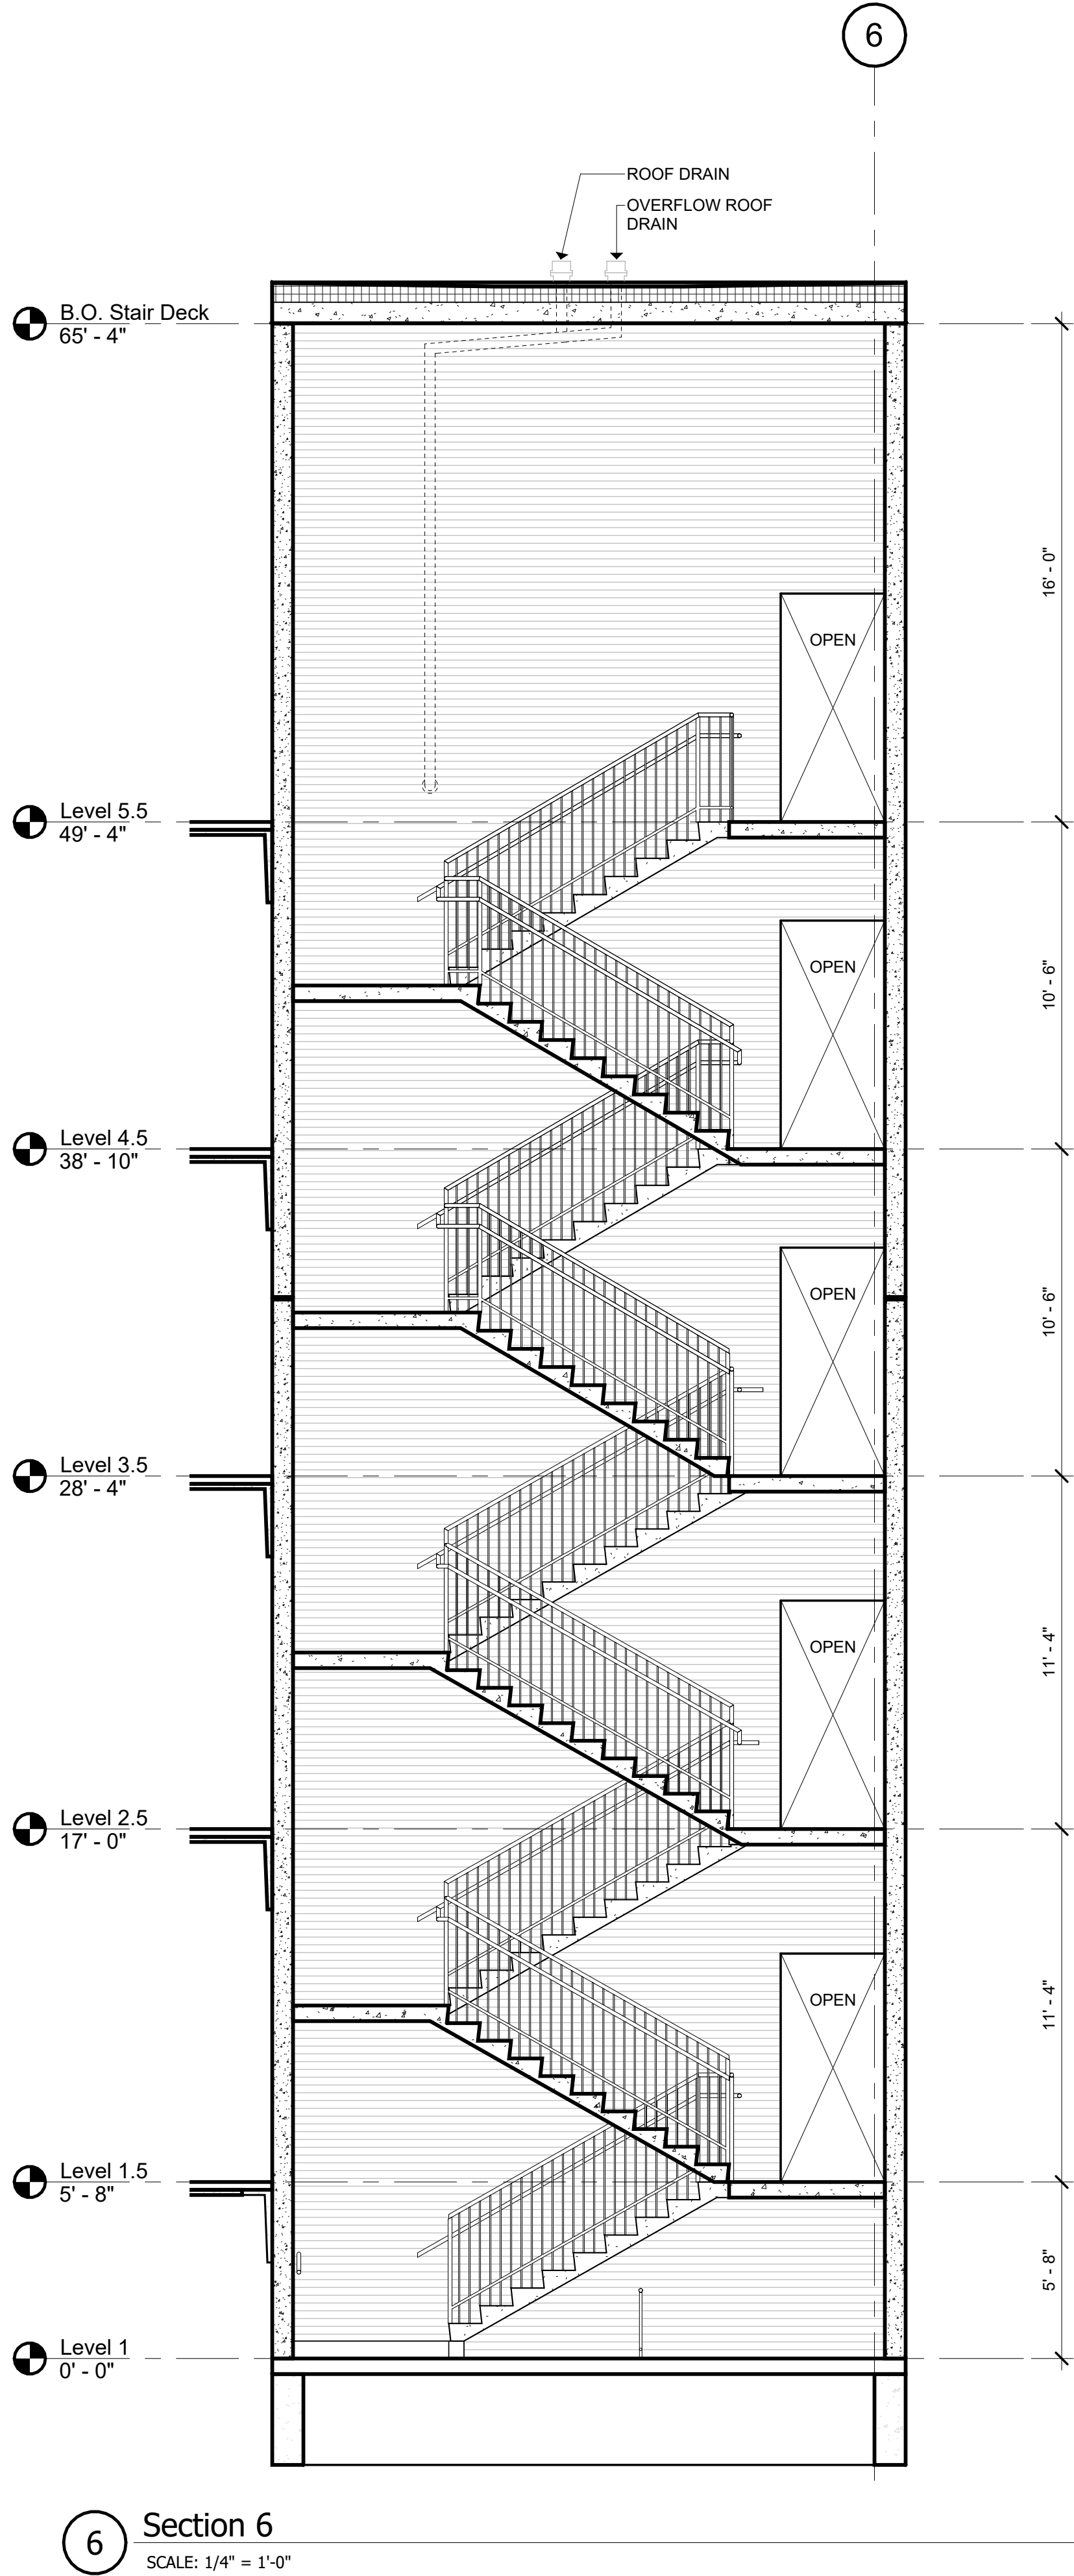 6
ROOF DRAIN
OVERFLOW ROOF
DRAIN
B.O. Stair Deck
65' - 4"
16' - 0"
OPEN
Level 5.5
49' - 4"
OPEN
10' - 6"
Level 4.5
38' - 10"
OPEN
10' - 6"
Level 3.5
28' - 4"
OPEN
11' - 4"
Level 2.5
17' - 0"
OPEN
11' - 4"
Level 1.5
5' - 8"
5' - 8"
Level 1
0' - 0"
6
Section 6
SCALE: 1/4" = 1'-0"